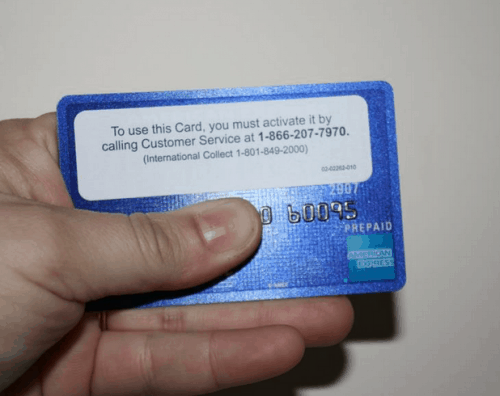 To use this Card, you must activate it by
calling Customer Service at 1-866-207-7970.
(International Collect 1-801-849-2000)
2907
0 60095
PREPAID
AMERICAN
EXPRESS